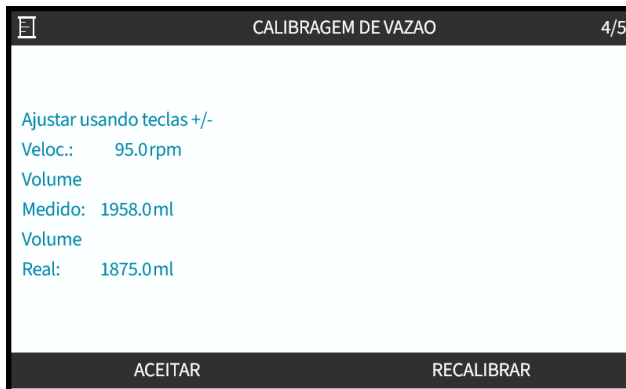 CALIBRAGEM DE VAZAO 4/5
Ajustar usando teclas +/-
Veloc.: 95.0rpm
Volume
Medido: 1958.0ml
Volume
Real: 1875.0ml
ACEITAR RECALIBRAR